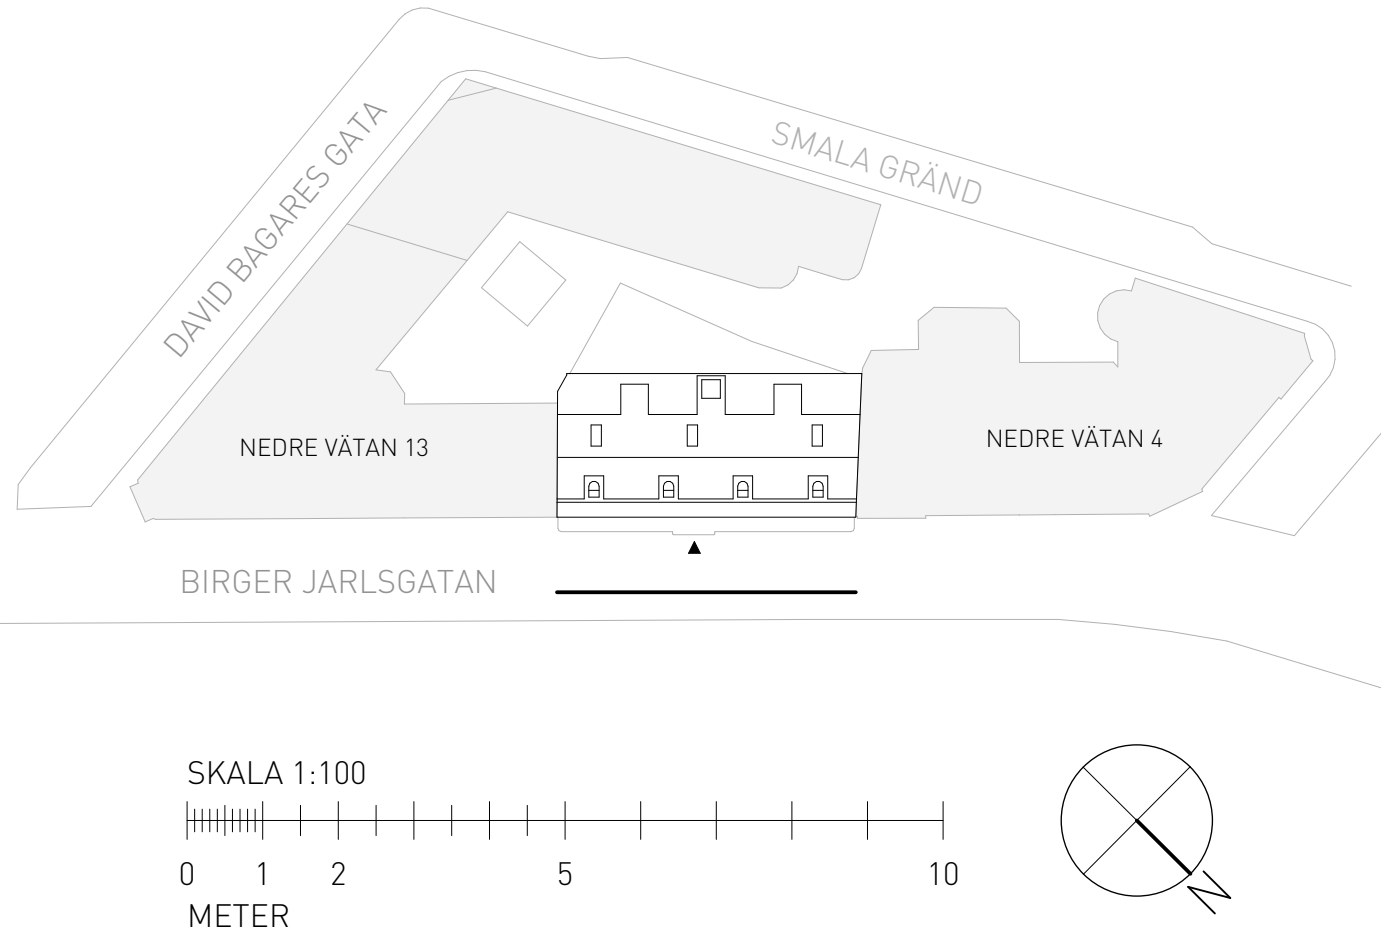 DAVID BAGARES GATA
SMALA GRÄND
NEDRE VÄTAN 13
NEDRE VÄTAN 4
BIRGER JARLSGATAN
SKALA 1:100
0 1 2 5 10
METER
N